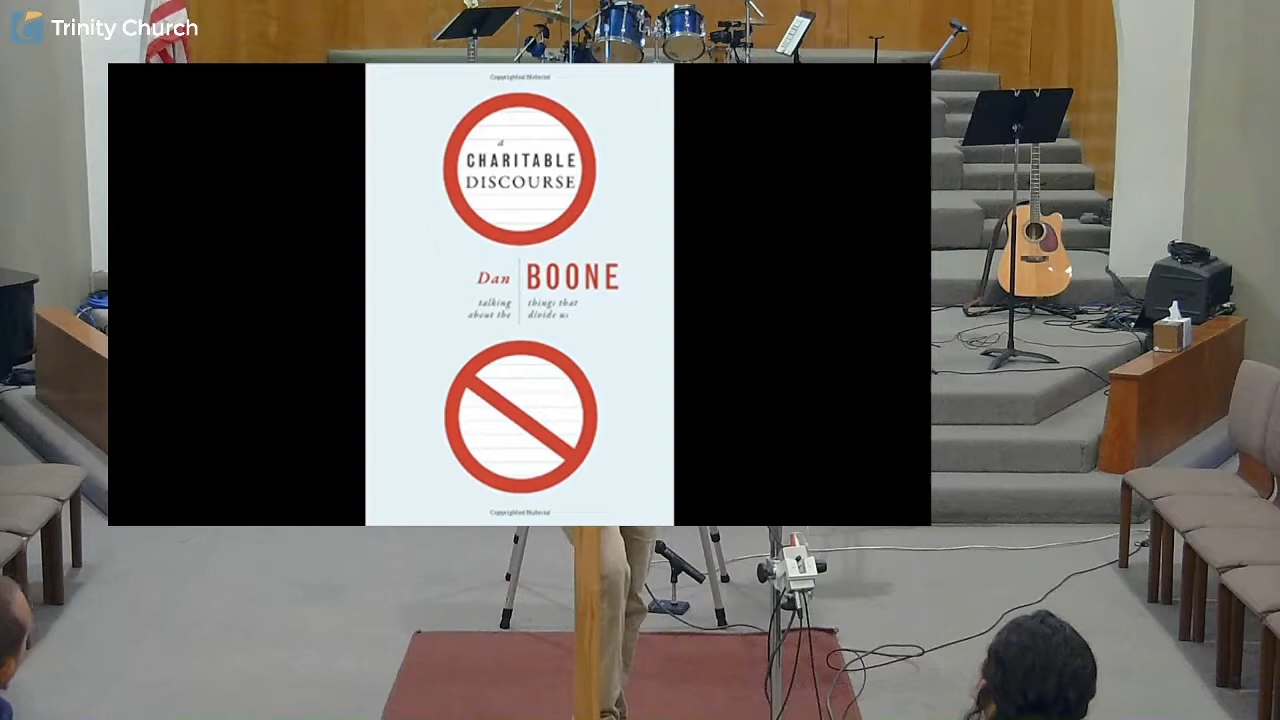 Trinity Church
Copyrighted Material
a
CHARITABLE
DISCOURSE
Dan BOONE
talking things that
about the divide us
Copyrighted Material